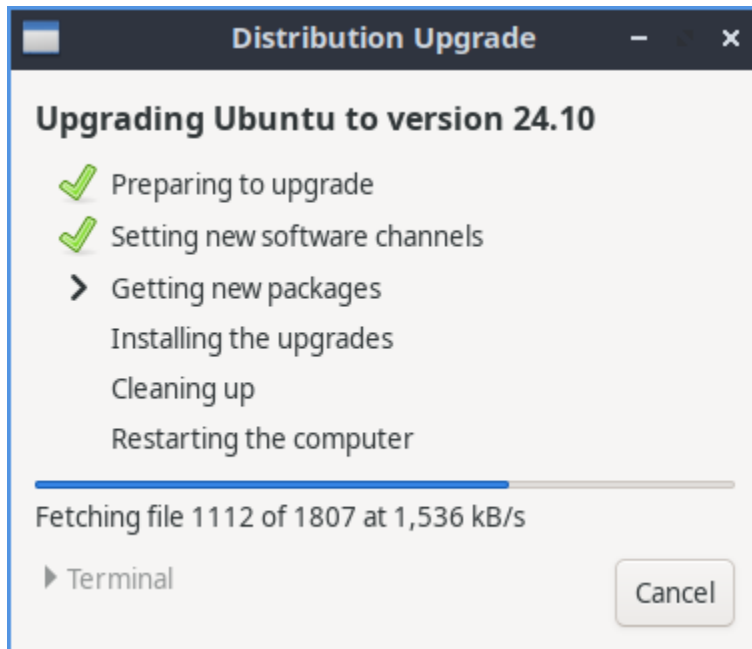 Distribution Upgrade
Upgrading Ubuntu to version 24.10
Preparing to upgrade
Setting new software channels
Getting new packages
Installing the upgrades
Cleaning up
Restarting the computer
Fetching file 1112 of 1807 at 1,536 kB/s
Terminal
Cancel